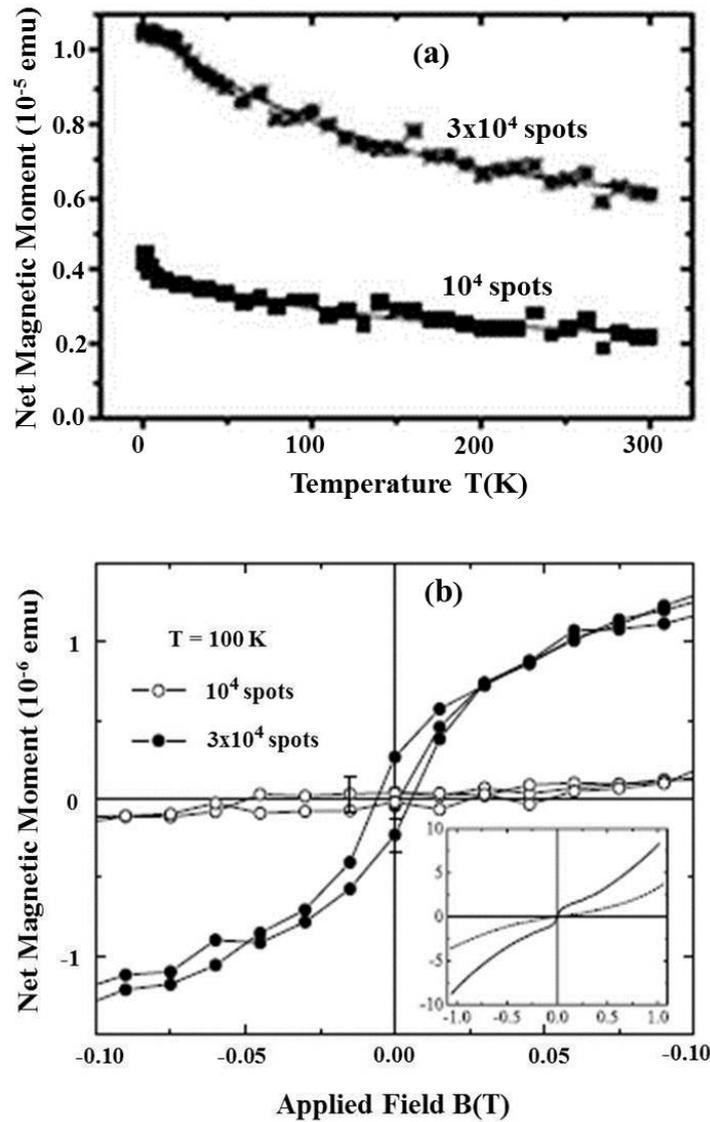 (a)
Net Magnetic Moment (10⁻⁵ emu)
1.0
0.8
0.6
0.4
0.2
0.0
3x10⁴ spots
10⁴ spots
0 100 200 300
Temperature T(K)
(b)
Net Magnetic Moment (10⁻⁶ emu)
T = 100 K
10⁴ spots
3x10⁴ spots
1
0
-1
10
5
0
-5
-10
-1.0 -0.5 0.0 0.5 1.0
-0.10 -0.05 0.00 0.05 -0.10
Applied Field B(T)